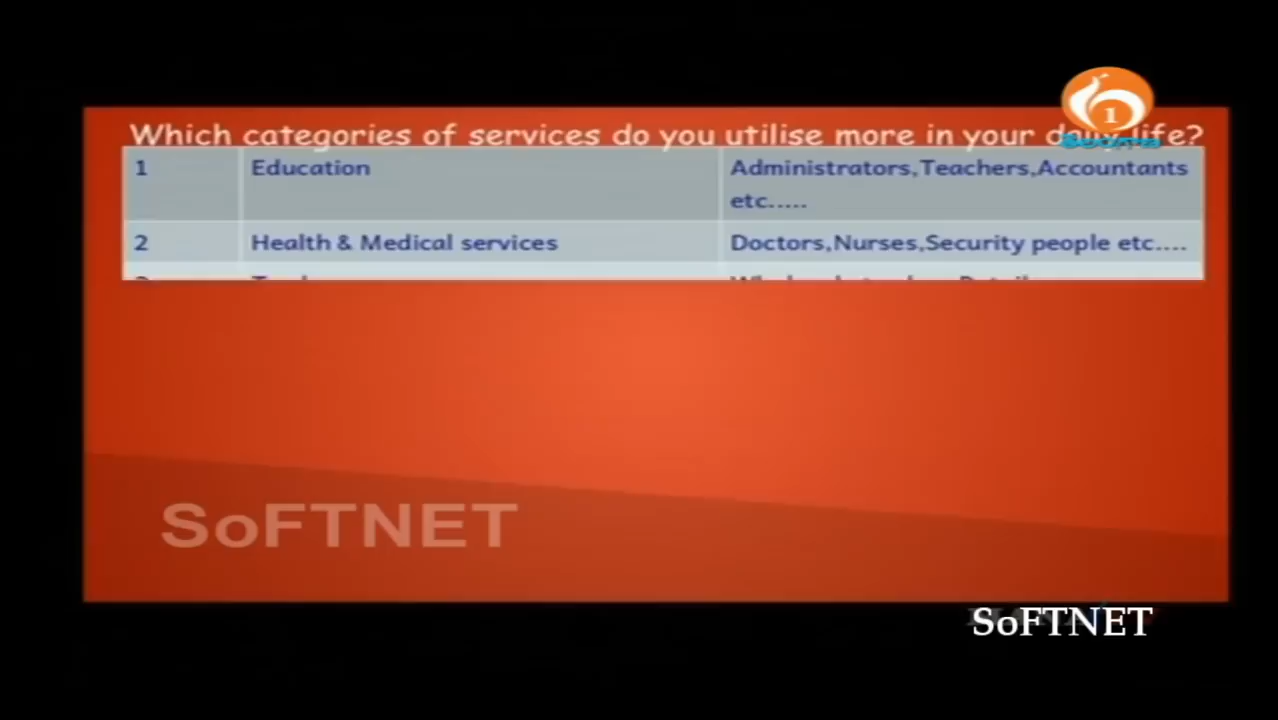 Which categories of services do you utilise more in your daily life?
1 Education Administrators,Teachers,Accountants
etc.....
2 Health & Medical services Doctors,Nurses,Security people etc....
1
SoFTNET
SoFTNET